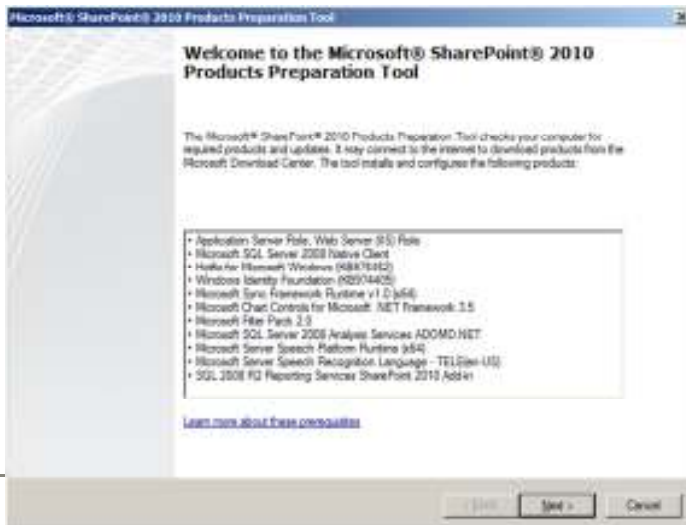 Microsoft® SharePoint® 2010 Products Preparation Tool
Welcome to the Microsoft® SharePoint® 2010
Products Preparation Tool
The Microsoft® SharePoint® 2010 Products Preparation Tool checks your computer for
required products and updates. It may connect to the internet to download products from the
Microsoft Download Center. The tool installs and configures the following products:
• Application Server Role, Web Server (IIS) Role
• Microsoft SQL Server 2008 Native Client
• Hotfix for Microsoft Windows (KB976462)
• Windows Identity Foundation (KB974405)
• Microsoft Sync Framework Runtime v1.0 (x64)
• Microsoft Chart Controls for Microsoft .NET Framework 3.5
• Microsoft Filter Pack 2.0
• Microsoft SQL Server 2008 Analysis Services ADOMD.NET
• Microsoft Server Speech Platform Runtime (x64)
• Microsoft Server Speech Recognition Language - TELE(en-US)
• SQL 2008 R2 Reporting Services SharePoint 2010 Add-in
Learn more about these prerequisites
< Back
Next >
Cancel